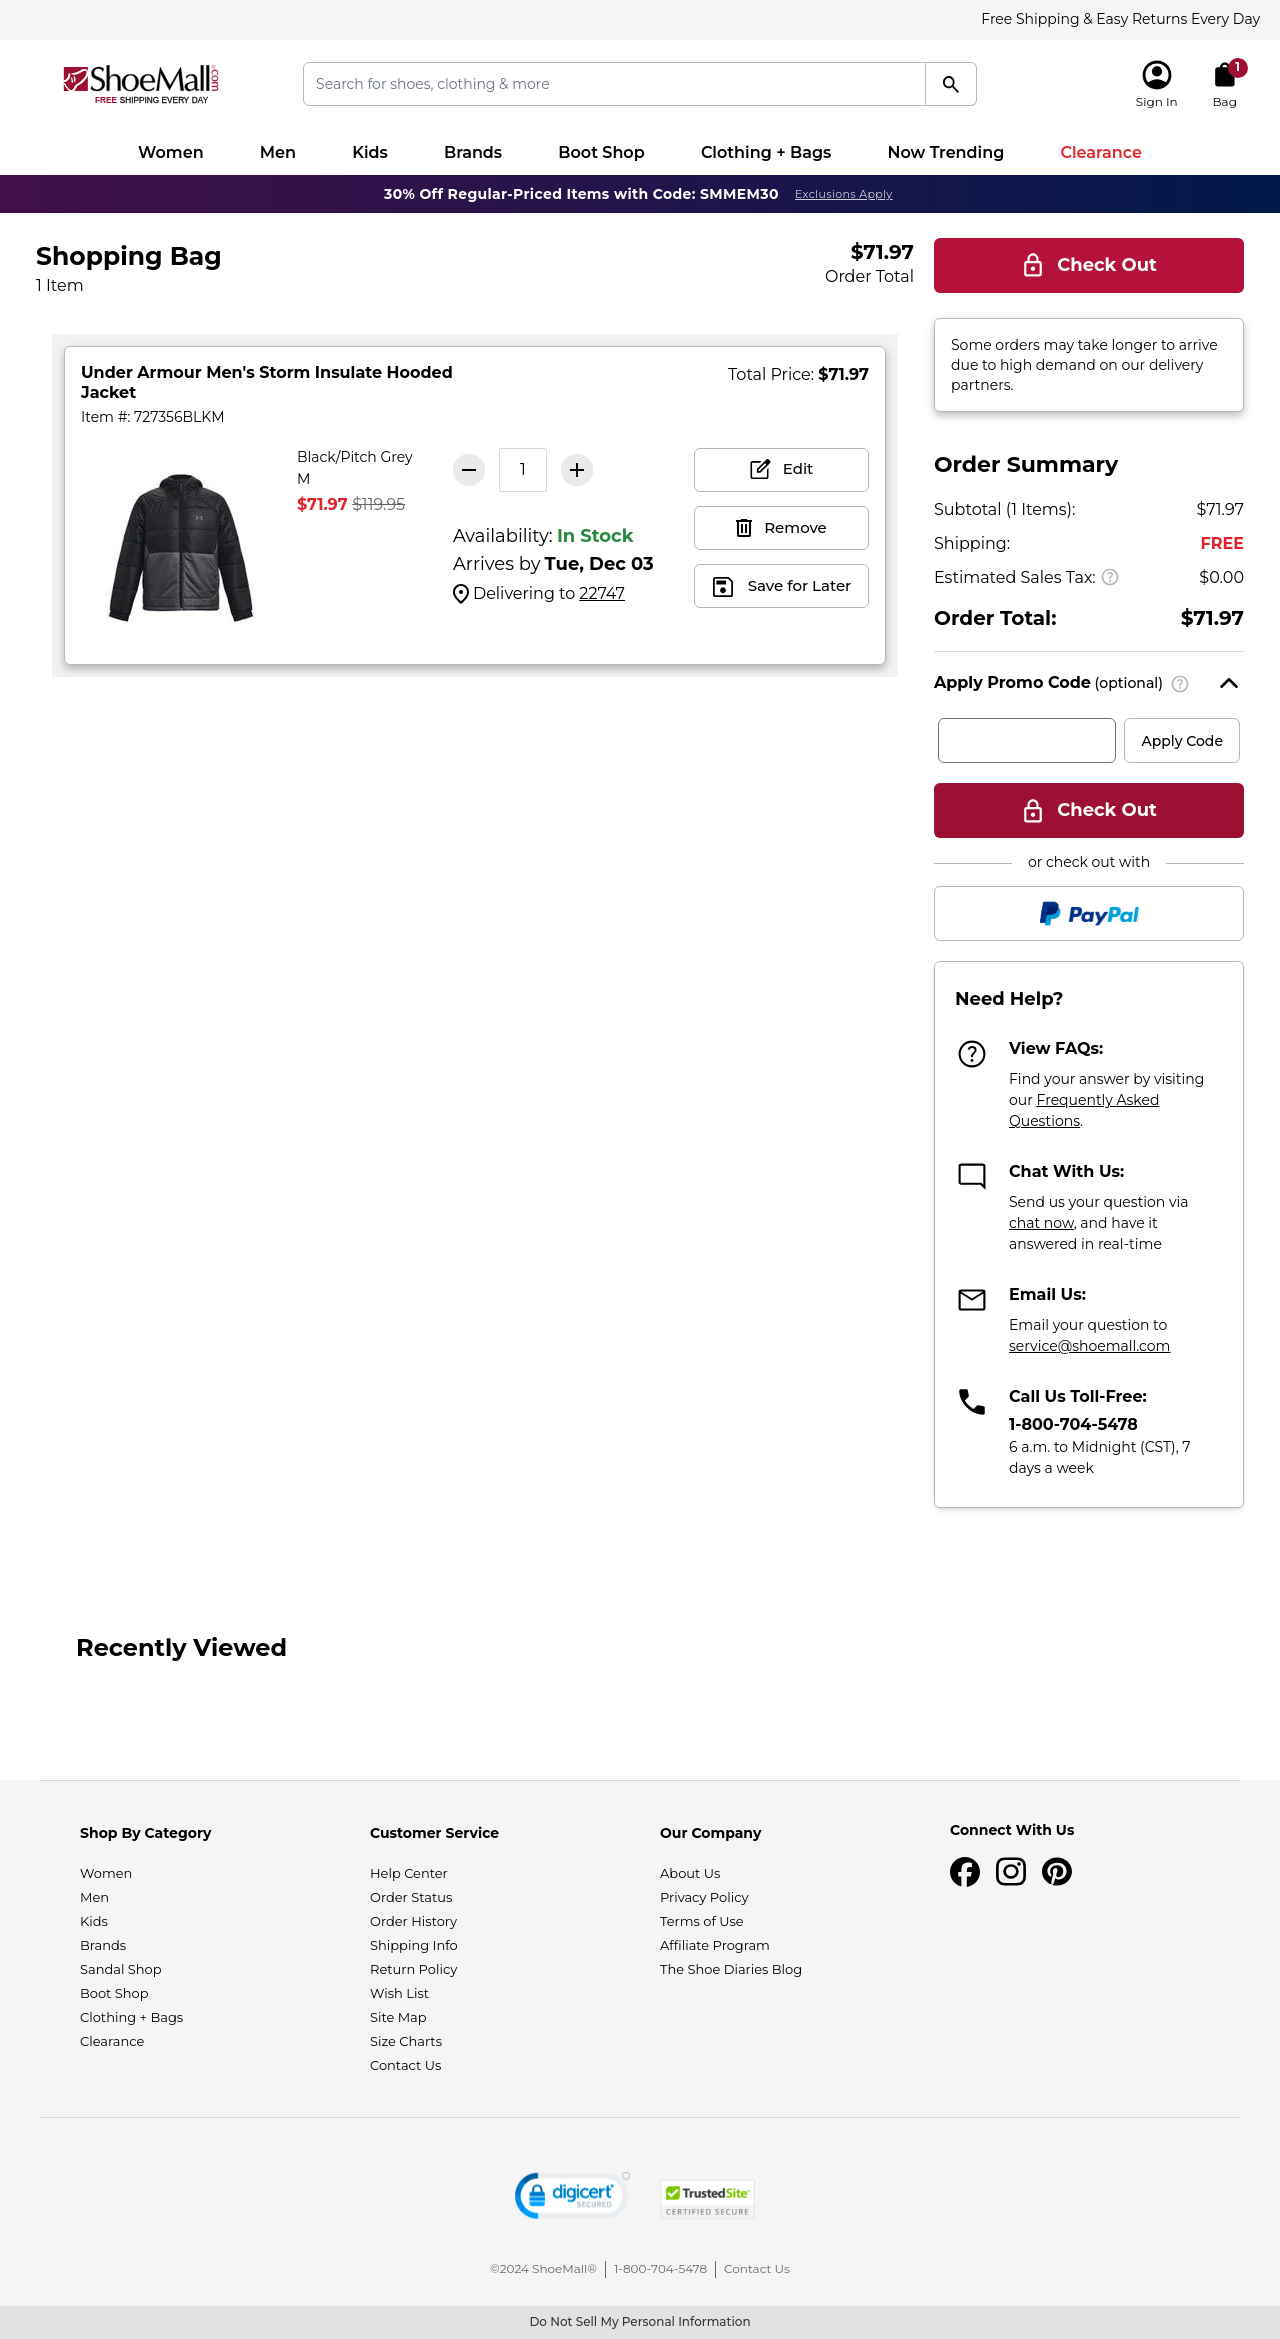 Free Shipping & Easy Returns Every Day
ShoeMall®.com
FREE SHIPPING EVERY DAY
Search for shoes, clothing & more
Sign In
1
Bag
Women Men Kids Brands Boot Shop Clothing + Bags Now Trending Clearance
30% Off Regular-Priced Items with Code: SMMEM30 Exclusions Apply
Shopping Bag
1 Item
$71.97
Order Total
Check Out
Some orders may take longer to arrive
due to high demand on our delivery
partners.
Under Armour Men's Storm Insulate Hooded
Jacket
Item #: 727356BLKM
Total Price: $71.97
Black/Pitch Grey
M
$71.97 $119.95
1
Availability: In Stock
Arrives by Tue, Dec 03
Delivering to 22747
Edit
Remove
Save for Later
Order Summary
Subtotal (1 Items): $71.97
Shipping: FREE
Estimated Sales Tax: ? $0.00
Order Total: $71.97
Apply Promo Code (optional) ?
Apply Code
Check Out
or check out with
PayPal
Need Help?
View FAQs:
Find your answer by visiting
our Frequently Asked
Questions.
Chat With Us:
Send us your question via
chat now, and have it
answered in real-time
Email Us:
Email your question to
service@shoemall.com
Call Us Toll-Free:
1-800-704-5478
6 a.m. to Midnight (CST), 7
days a week
Recently Viewed
Shop By Category
Women
Men
Kids
Brands
Sandal Shop
Boot Shop
Clothing + Bags
Clearance
Customer Service
Help Center
Order Status
Order History
Shipping Info
Return Policy
Wish List
Site Map
Size Charts
Contact Us
Our Company
About Us
Privacy Policy
Terms of Use
Affiliate Program
The Shoe Diaries Blog
Connect With Us
digicert
SECURED
TrustedSite
CERTIFIED SECURE
©2024 ShoeMall® | 1-800-704-5478 | Contact Us
Do Not Sell My Personal Information